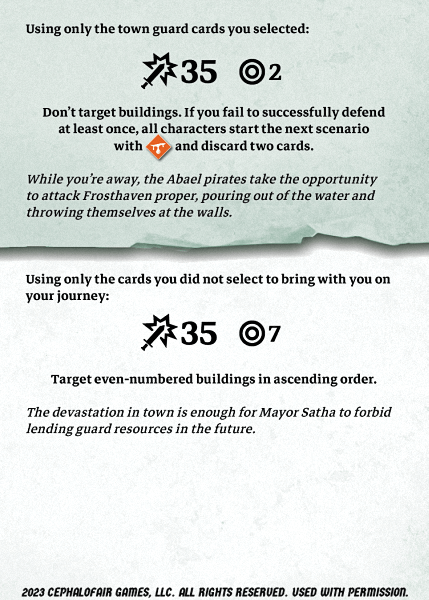 Using only the town guard cards you selected:
35 2
Don't target buildings. If you fail to successfully defend
at least once, all characters start the next scenario
with and discard two cards.
While you're away, the Abael pirates take the opportunity
to attack Frosthaven proper, pouring out of the water and
throwing themselves at the walls.
Using only the cards you did not select to bring with you on
your journey:
35 7
Target even-numbered buildings in ascending order.
The devastation in town is enough for Mayor Satha to forbid
lending guard resources in the future.
2023 CEPHALOFAIR GAMES, LLC. ALL RIGHTS RESERVED. USED WITH PERMISSION.